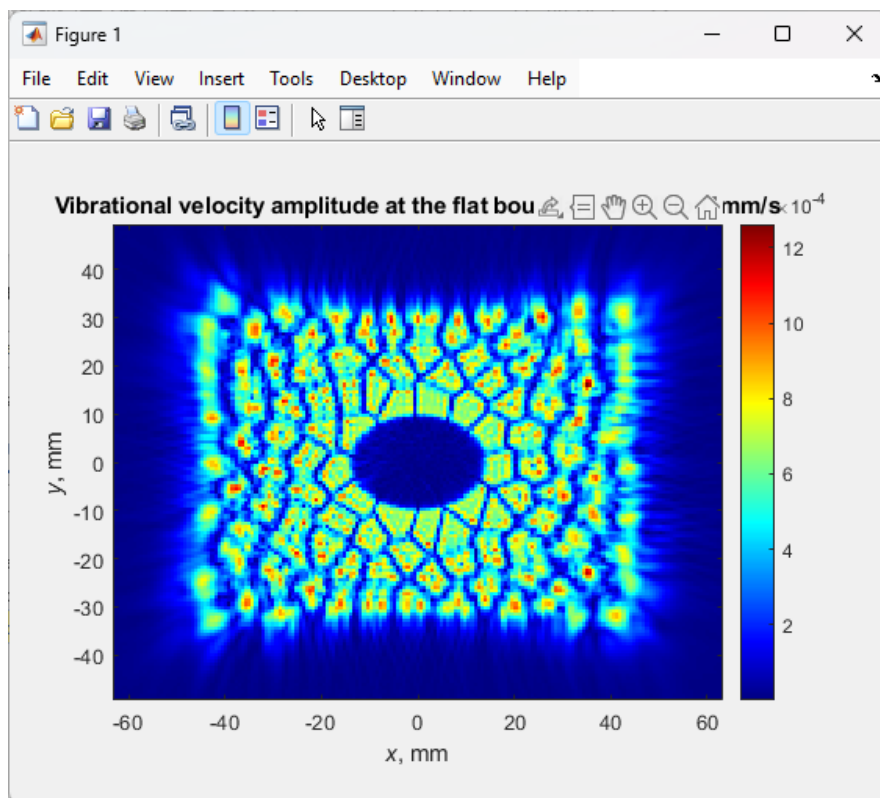 Figure 1
File Edit View Insert Tools Desktop Window Help
Vibrational velocity amplitude at the flat bou mm/s ×10-4
40
30
20
10
0
-10
-20
-30
-40
y, mm
-60 -40 -20 0 20 40 60
x, mm
12
10
8
6
4
2